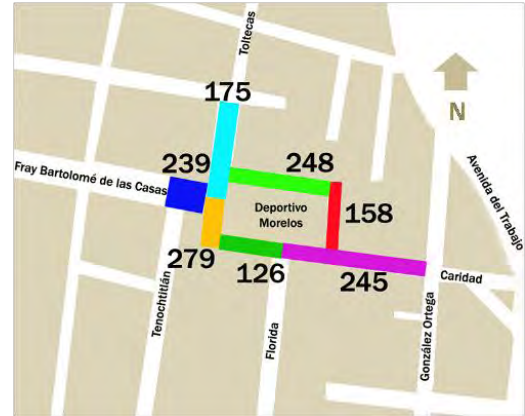 Toltecas
175
N
239
248
Fray Bartolomé de las Casas
Avenida del Trabajo
Deportivo
Morelos
158
279
126
245
Caridad
Tenochtitlán
Florida
González Ortega